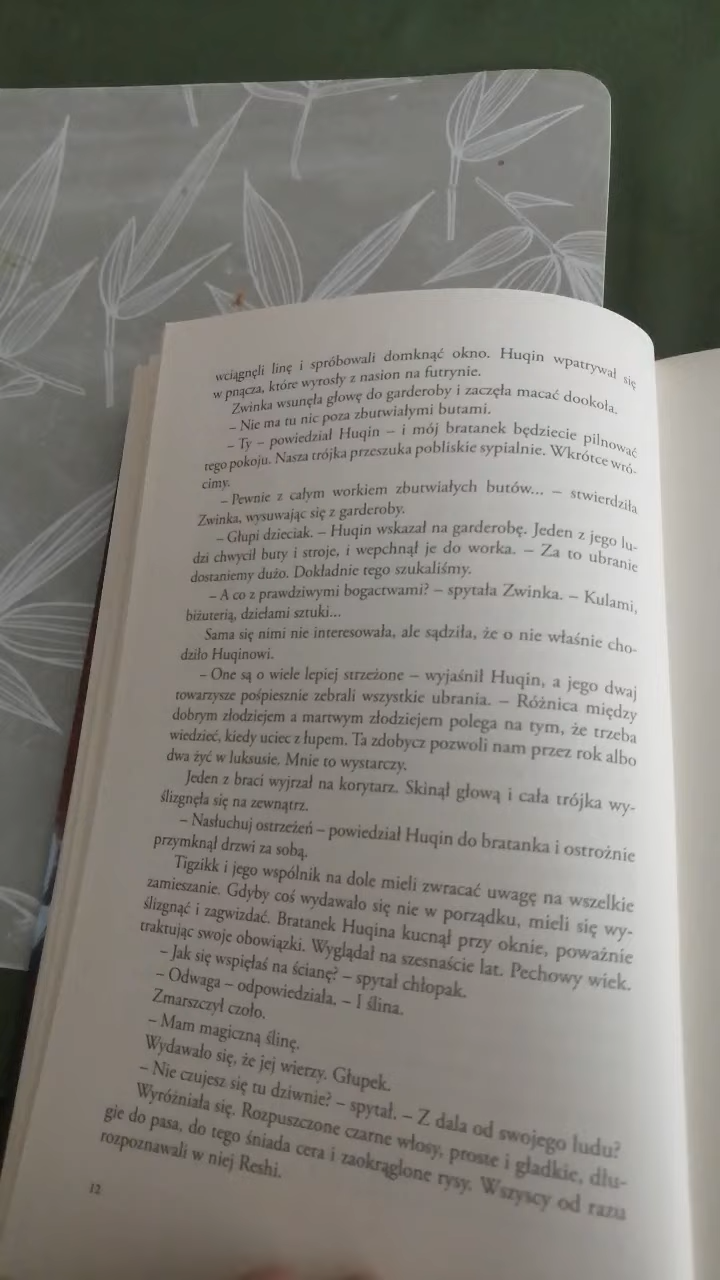 wciągnęli linę i spróbowali domknąć okno. Huqin wpatrywał się
w pnącza, które wyrosły z nasion na futrynie.
Zwinka wsunęła głowę do garderoby i zaczęła macać dookoła.
– Nie ma tu nic poza zbutwiałymi butami.
– Ty – powiedział Huqin – i mój bratanek będziecie pilnować
tego pokoju. Nasza trójka przeszuka pobliskie sypialnie. Wkrótce wró-
cimy.
– Pewnie z całym workiem zbutwiałych butów... – stwierdziła
Zwinka, wysuwając się z garderoby.
– Głupi dzieciak. – Huqin wskazał na garderobę. Jeden z jego lu-
dzi chwycił buty i stroje, i wepchnął je do worka. – Za to ubranie
dostaniemy dużo. Dokładnie tego szukaliśmy.
– A co z prawdziwymi bogactwami? – spytała Zwinka. – Kulami,
biżuterią, dziełami sztuki...
Sama się nimi nie interesowała, ale sądziła, że o nie właśnie cho-
dziło Huqinowi.
– One są o wiele lepiej strzeżone – wyjaśnił Huqin, a jego dwaj
towarzysze pośpiesznie zebrali wszystkie ubrania. – Różnica między
dobrym złodziejem a martwym złodziejem polega na tym, że trzeba
wiedzieć, kiedy uciec z łupem. Ta zdobycz pozwoli nam przez rok albo
dwa żyć w luksusie. Mnie to wystarczy.
Jeden z braci wyjrzał na korytarz. Skinął głową i cała trójka wy-
ślizgnęła się na zewnątrz.
– Nasłuchuj ostrzeżeń – powiedział Huqin do bratanka i ostrożnie
przymknął drzwi za sobą.
Tigzikk i jego wspólnik na dole mieli zwracać uwagę na wszelkie
zamieszanie. Gdyby coś wydawało się nie w porządku, mieli się wy-
ślizgnąć i zagwizdać. Bratanek Huqina kucnął przy oknie, poważnie
traktując swoje obowiązki. Wyglądał na szesnaście lat. Pechowy wiek.
– Jak się wspięłaś na ścianę? – spytał chłopak.
– Odwaga – odpowiedziała. – I ślina.
Zmarszczył czoło.
– Mam magiczną ślinę.
Wydawało się, że jej wierzy. Głupek.
– Nie czujesz się tu dziwnie? – spytał. – Z dala od swojego ludu?
Wyróżniała się. Rozpuszczone czarne włosy, proste i gładkie, dłu-
gie do pasa, do tego śniada cera i zaokrąglone rysy. Wszyscy od razu
rozpoznawali w niej Reshi.
12